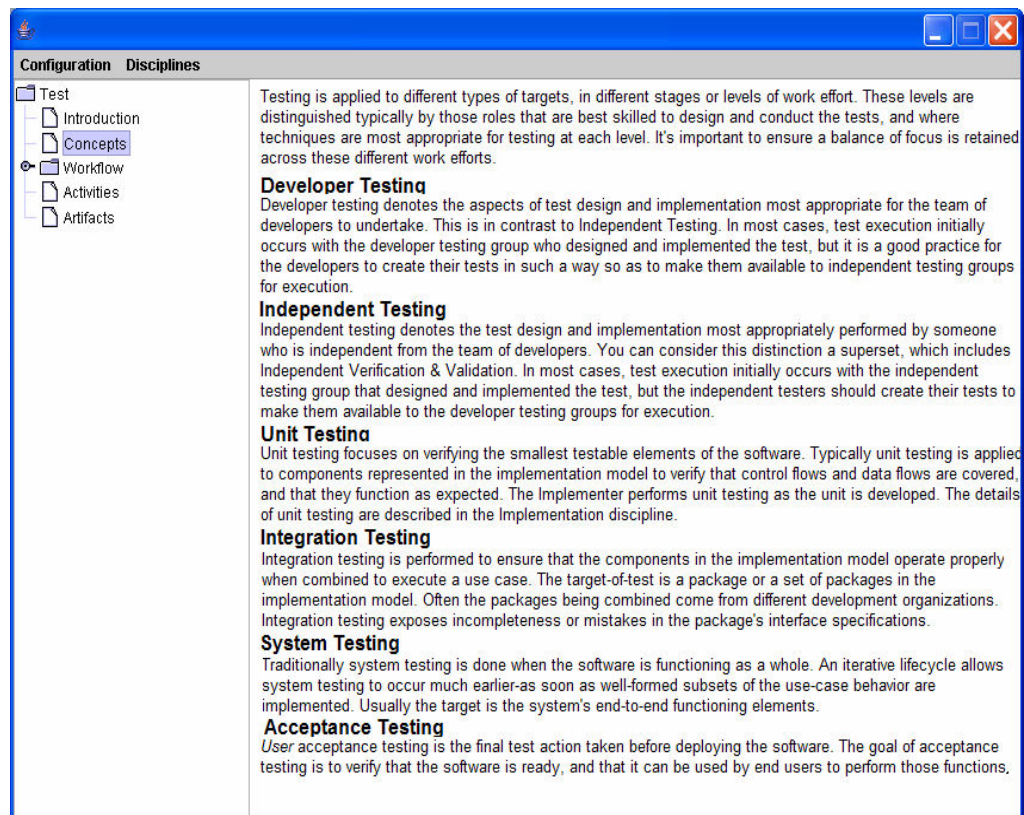 Configuration Disciplines
Test
Introduction
Concepts
Workflow
Activities
Artifacts
Testing is applied to different types of targets, in different stages or levels of work effort. These levels are
distinguished typically by those roles that are best skilled to design and conduct the tests, and where
techniques are most appropriate for testing at each level. It's important to ensure a balance of focus is retained
across these different work efforts.
Developer Testing
Developer testing denotes the aspects of test design and implementation most appropriate for the team of
developers to undertake. This is in contrast to Independent Testing. In most cases, test execution initially
occurs with the developer testing group who designed and implemented the test, but it is a good practice for
the developers to create their tests in such a way so as to make them available to independent testing groups
for execution.
Independent Testing
Independent testing denotes the test design and implementation most appropriately performed by someone
who is independent from the team of developers. You can consider this distinction a superset, which includes
Independent Verification & Validation. In most cases, test execution initially occurs with the independent
testing group that designed and implemented the test, but the independent testers should create their tests to
make them available to the developer testing groups for execution.
Unit Testing
Unit testing focuses on verifying the smallest testable elements of the software. Typically unit testing is applied
to components represented in the implementation model to verify that control flows and data flows are covered,
and that they function as expected. The Implementer performs unit testing as the unit is developed. The details
of unit testing are described in the Implementation discipline.
Integration Testing
Integration testing is performed to ensure that the components in the implementation model operate properly
when combined to execute a use case. The target-of-test is a package or a set of packages in the
implementation model. Often the packages being combined come from different development organizations.
Integration testing exposes incompleteness or mistakes in the package's interface specifications.
System Testing
Traditionally system testing is done when the software is functioning as a whole. An iterative lifecycle allows
system testing to occur much earlier-as soon as well-formed subsets of the use-case behavior are
implemented. Usually the target is the system's end-to-end functioning elements.
Acceptance Testing
User acceptance testing is the final test action taken before deploying the software. The goal of acceptance
testing is to verify that the software is ready, and that it can be used by end users to perform those functions.